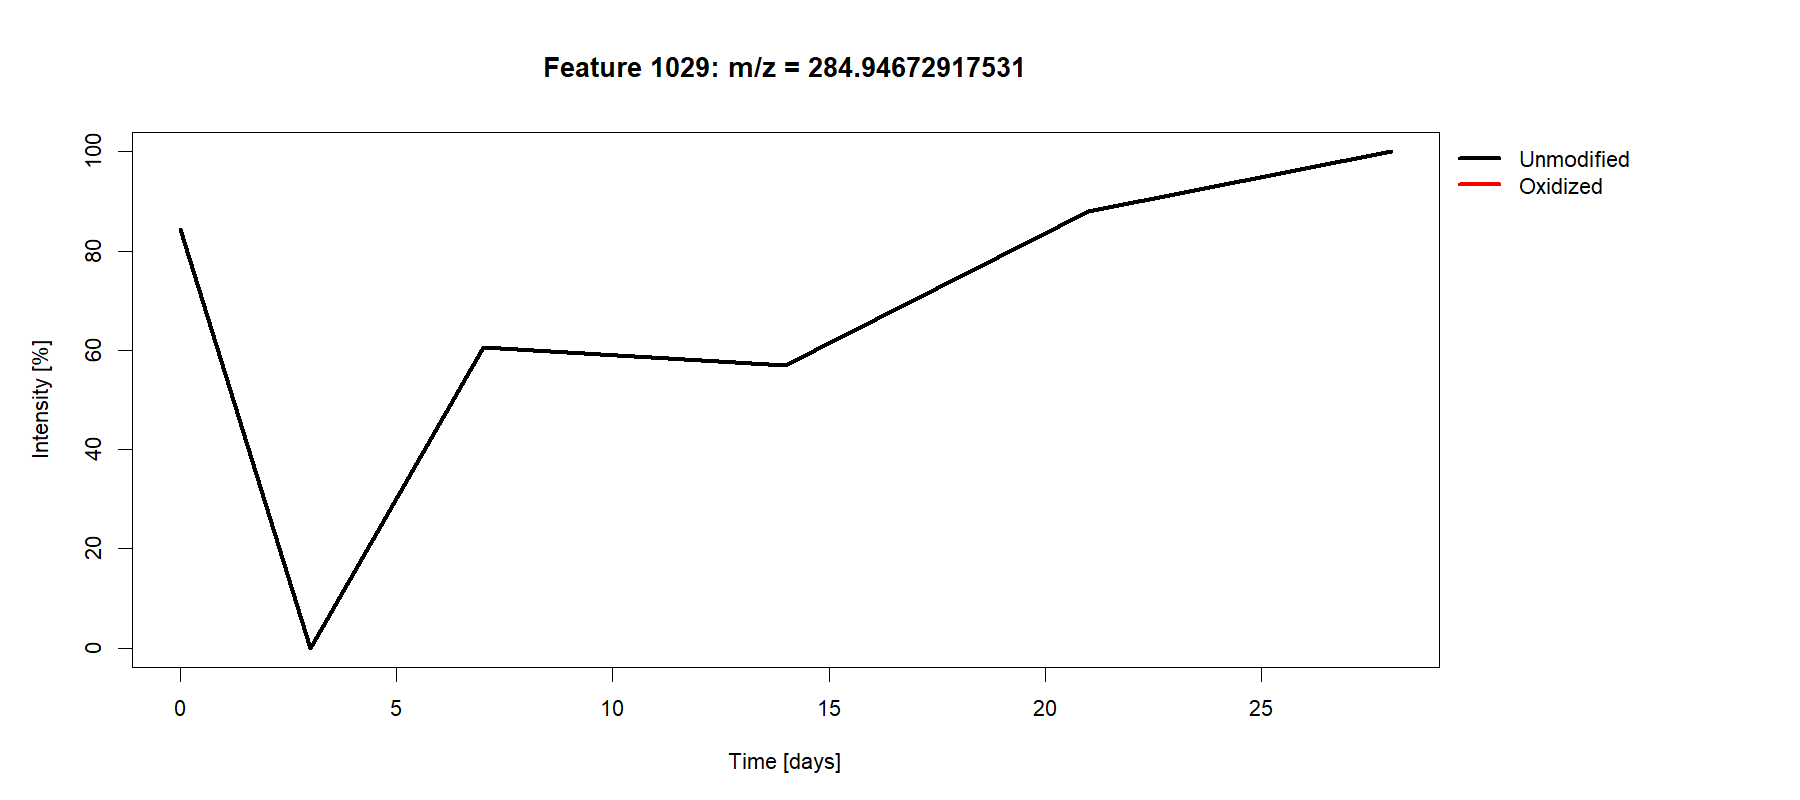 Feature 1029: m/z = 284.94672917531
Unmodified
Oxidized
Intensity [%]
100
80
60
40
20
0
0 5 10 15 20 25
Time [days]